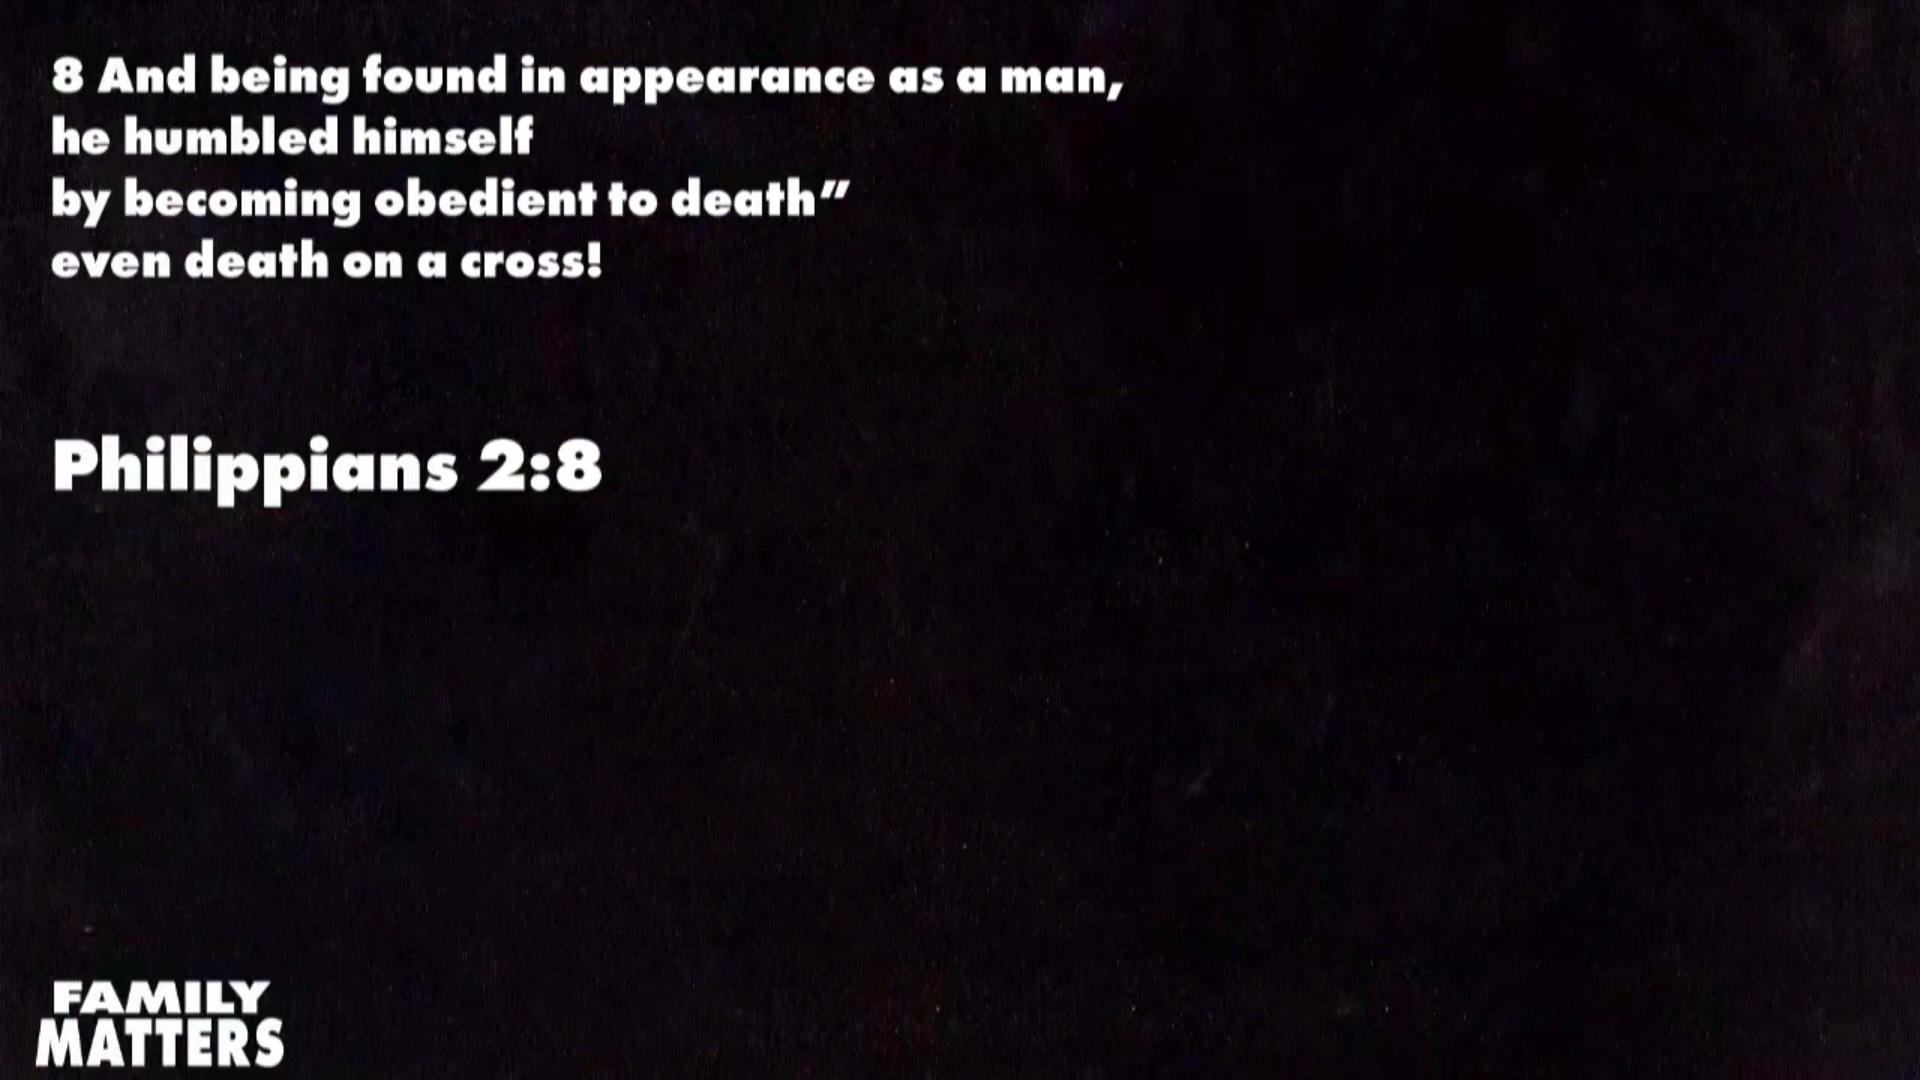 8 And being found in appearance as a man,
he humbled himself
by becoming obedient to death”
even death on a cross!
Philippians 2:8
FAMILY
MATTERS